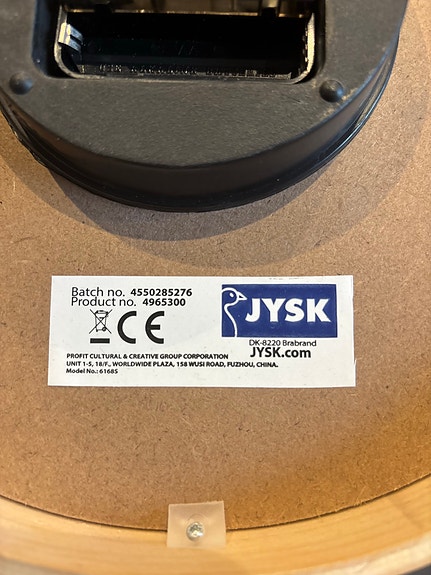 Batch no. 4550285276
Product no. 4965300
CE
JYSK
DK-8220 Brabrand
JYSK.com
PROFIT CULTURAL & CREATIVE GROUP CORPORATION
UNIT 1-5, 18/F., WORLDWIDE PLAZA, 158 WUSI ROAD, FUZHOU, CHINA.
Model No.: 6168S